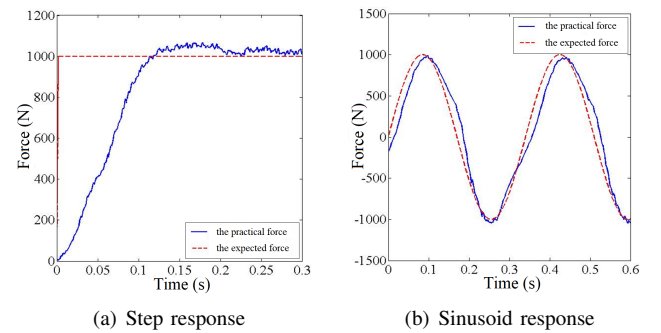 1200
1000
800
600
400
200
0
Force (N)
0
0.05
0.1
0.15
0.2
0.25
0.3
Time (s)
the practical force
the expected force
(a) Step response
1500
1000
500
0
-500
-1000
-1500
Force (N)
0
0.1
0.2
0.3
0.4
0.5
0.6
Time (s)
the practical force
the expected force
(b) Sinusoid response